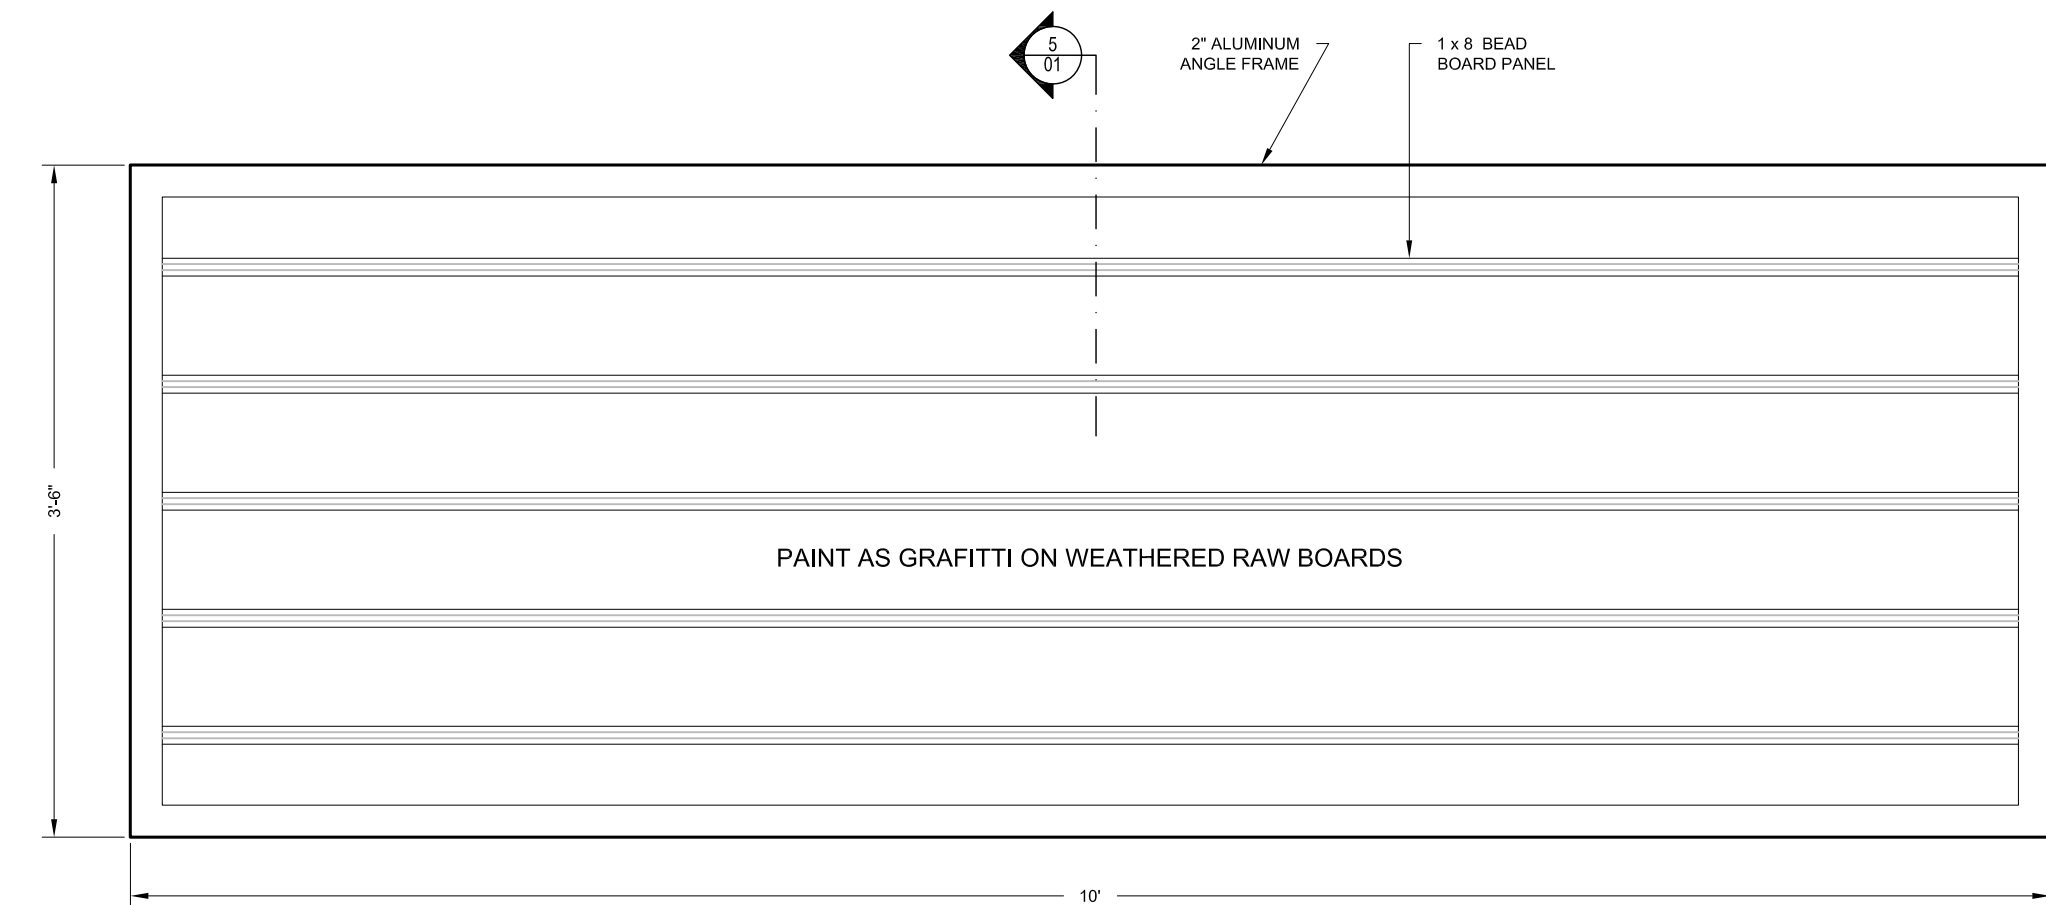 5
01
2" ALUMINUM
ANGLE FRAME
1 x 8 BEAD
BOARD PANEL
3'-6"
PAINT AS GRAFITTI ON WEATHERED RAW BOARDS
10'